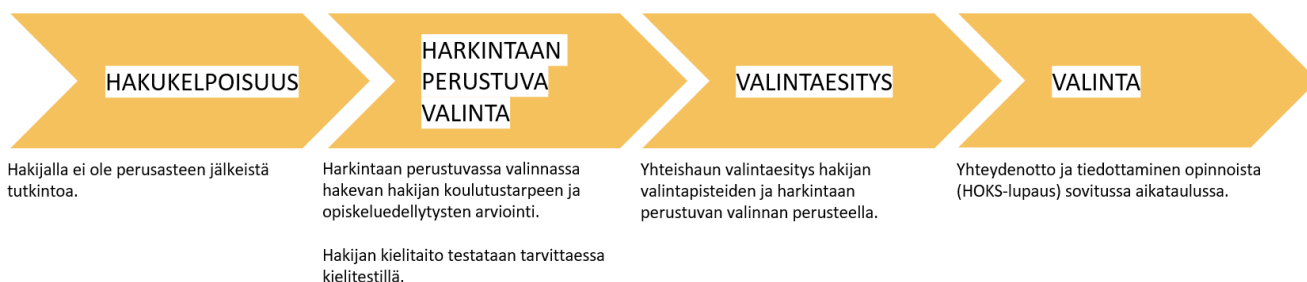 HAKUKELPOISUUS
Hakijalla ei ole perusasteen jälkeistä
tutkintoa.
HARKINTAAN
PERUSTUVA
VALINTA
Harkintaan perustuvassa valinnassa
hakevan hakijan koulutustarpeen ja
opiskeluedellytysten arviointi.
Hakijan kielitaito testataan tarvittaessa
kielitestillä.
VALINTAESITYS
Yhteishaun valintaesitys hakijan
valintapisteiden ja harkintaan
perustuvan valinnan perusteella.
VALINTA
Yhteydenotto ja tiedottaminen opinnoista
(HOKS-lupaus) sovitussa aikataulussa.